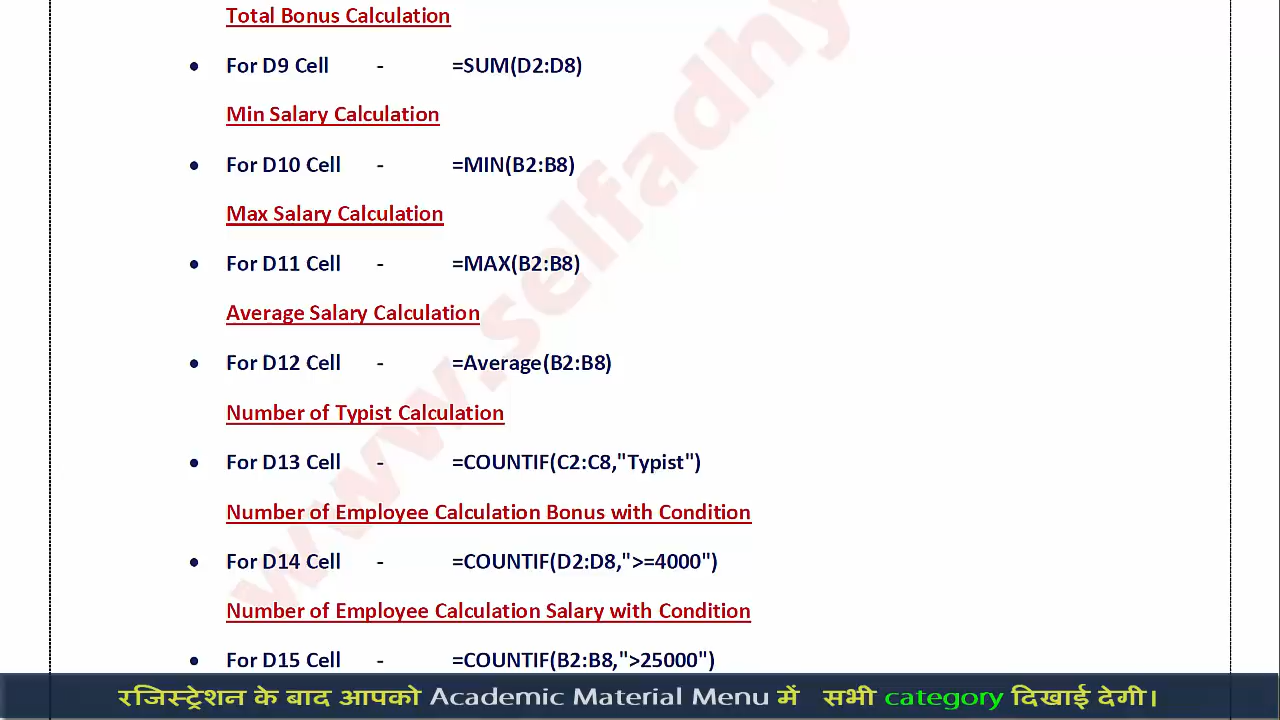 Total Bonus Calculation
• For D9 Cell - =SUM(D2:D8)
Min Salary Calculation
• For D10 Cell - =MIN(B2:B8)
Max Salary Calculation
• For D11 Cell - =MAX(B2:B8)
Average Salary Calculation
• For D12 Cell - =Average(B2:B8)
Number of Typist Calculation
• For D13 Cell - =COUNTIF(C2:C8,"Typist")
Number of Employee Calculation Bonus with Condition
• For D14 Cell - =COUNTIF(D2:D8,">=4000")
Number of Employee Calculation Salary with Condition
• For D15 Cell - =COUNTIF(B2:B8,">25000")
www.selfadhy
रजिस्ट्रेशन के बाद आपको Academic Material Menu में सभी category दिखाई देगी।